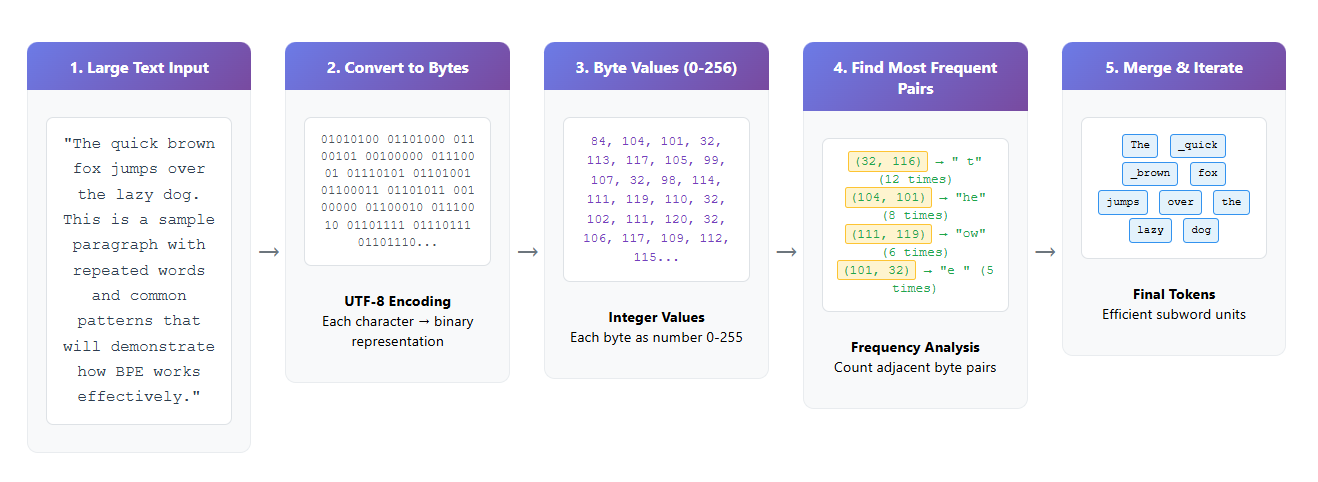 1. Large Text Input
"The quick brown
fox jumps over
the lazy dog.
This is a sample
paragraph with
repeated words
and common
patterns that
will demonstrate
how BPE works
effectively."
→
2. Convert to Bytes
01010100 01101000 011
00101 00100000 011100
01 01110101 01101001
01100011 01101011 001
00000 01100010 011100
10 01101111 01110111
01101110...
UTF-8 Encoding
Each character → binary
representation
→
3. Byte Values (0-256)
84, 104, 101, 32,
113, 117, 105, 99,
107, 32, 98, 114,
111, 119, 110, 32,
102, 111, 120, 32,
106, 117, 109, 112,
115...
Integer Values
Each byte as number 0-255
→
4. Find Most Frequent
Pairs
(32, 116) → " t"
(12 times)
(104, 101) → "he"
(8 times)
(111, 119) → "ow"
(6 times)
(101, 32) → "e " (5
times)
Frequency Analysis
Count adjacent byte pairs
→
5. Merge & Iterate
The _quick
_brown fox
jumps over the
lazy dog
Final Tokens
Efficient subword units